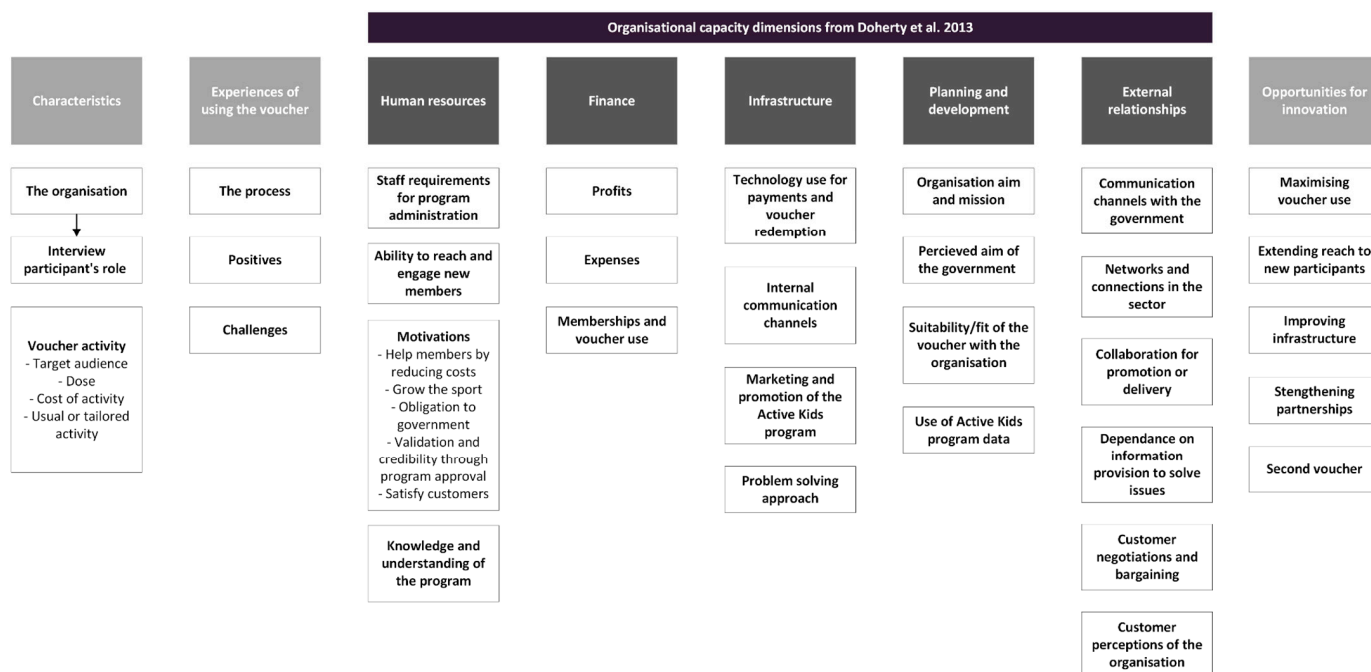 Organisational capacity dimensions from Doherty et al. 2013
Characteristics
The organisation
Interview
participant's role
Voucher activity
- Target audience
- Dose
- Cost of activity
- Usual or tailored
activity
Experiences of
using the voucher
The process
Positives
Challenges
Human resources
Staff requirements
for program
administration
Ability to reach and
engage new
members
Motivations
- Help members by
reducing costs
- Grow the sport
- Obligation to
government
- Validation and
credibility through
program approval
- Satisfy customers
Knowledge and
understanding of
the program
Finance
Profits
Expenses
Memberships and
voucher use
Infrastructure
Technology use for
payments and
voucher
redemption
Internal
communication
channels
Marketing and
promotion of the
Active Kids
program
Problem solving
approach
Planning and
development
Organisation aim
and mission
Percieved aim of
the government
Suitability/fit of the
voucher with the
organisation
Use of Active Kids
program data
External
relationships
Communication
channels with the
government
Networks and
connections in the
sector
Collaboration for
promotion or
delivery
Dependance on
information
provision to solve
issues
Customer
negotiations and
bargaining
Customer
perceptions of the
organisation
Opportunities for
innovation
Maximising
voucher use
Extending reach to
new participants
Improving
infrastructure
Stengthening
partnerships
Second voucher